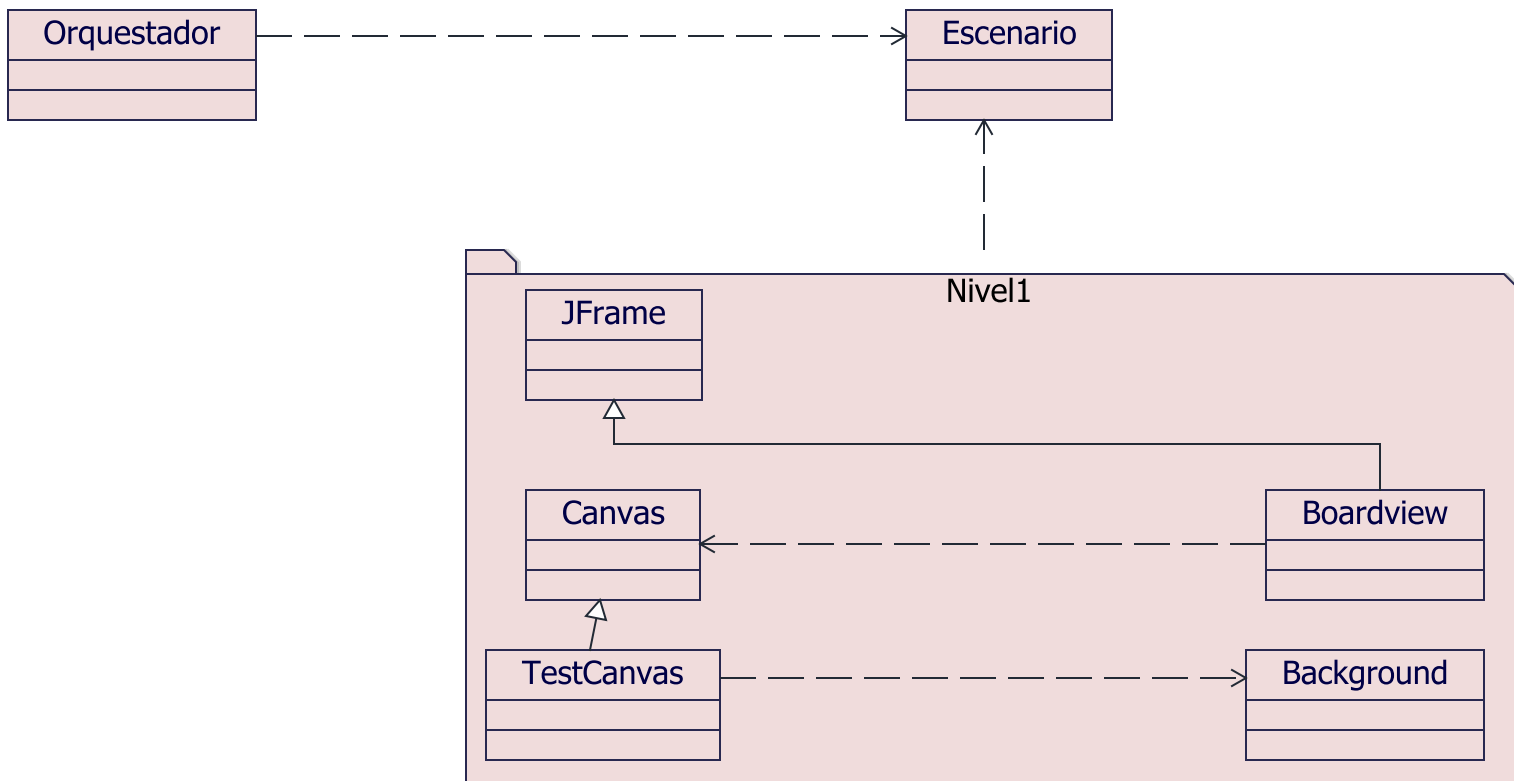 Orquestador
Escenario
Nivel1
JFrame
Canvas
Boardview
TestCanvas
Background